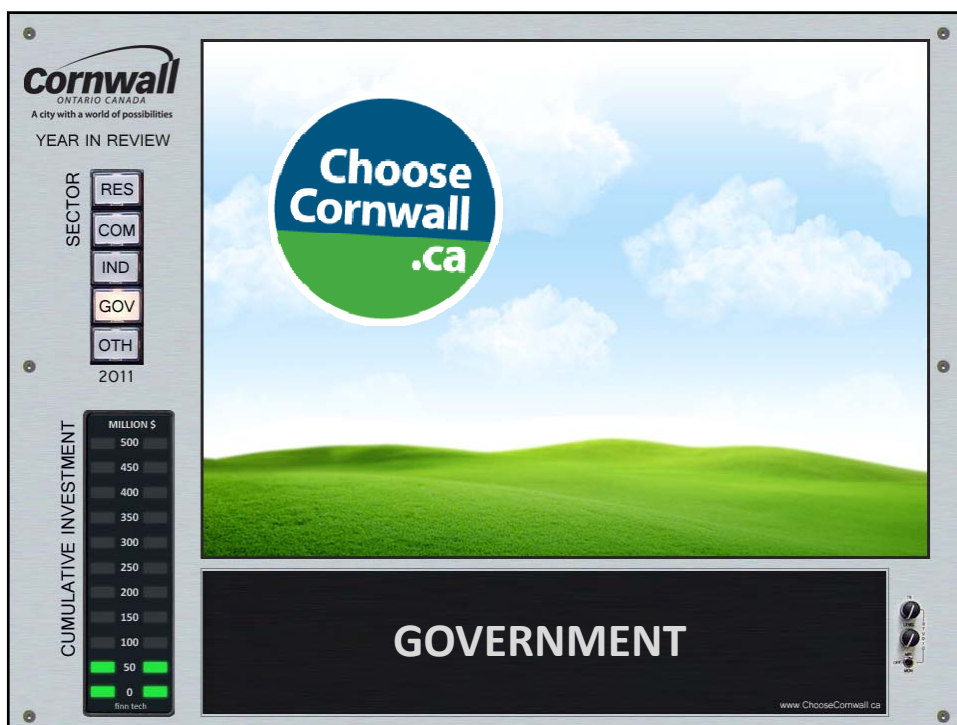 Cornwall
ONTARIO CANADA
A city with a world of possibilities
YEAR IN REVIEW
SECTOR
RES
COM
IND
GOV
OTH
2011
CUMULATIVE INVESTMENT
MILLION $
500
450
400
350
300
250
200
150
100
50
0
finn tech
Choose
Cornwall
.ca
GOVERNMENT
www.ChooseCornwall.ca